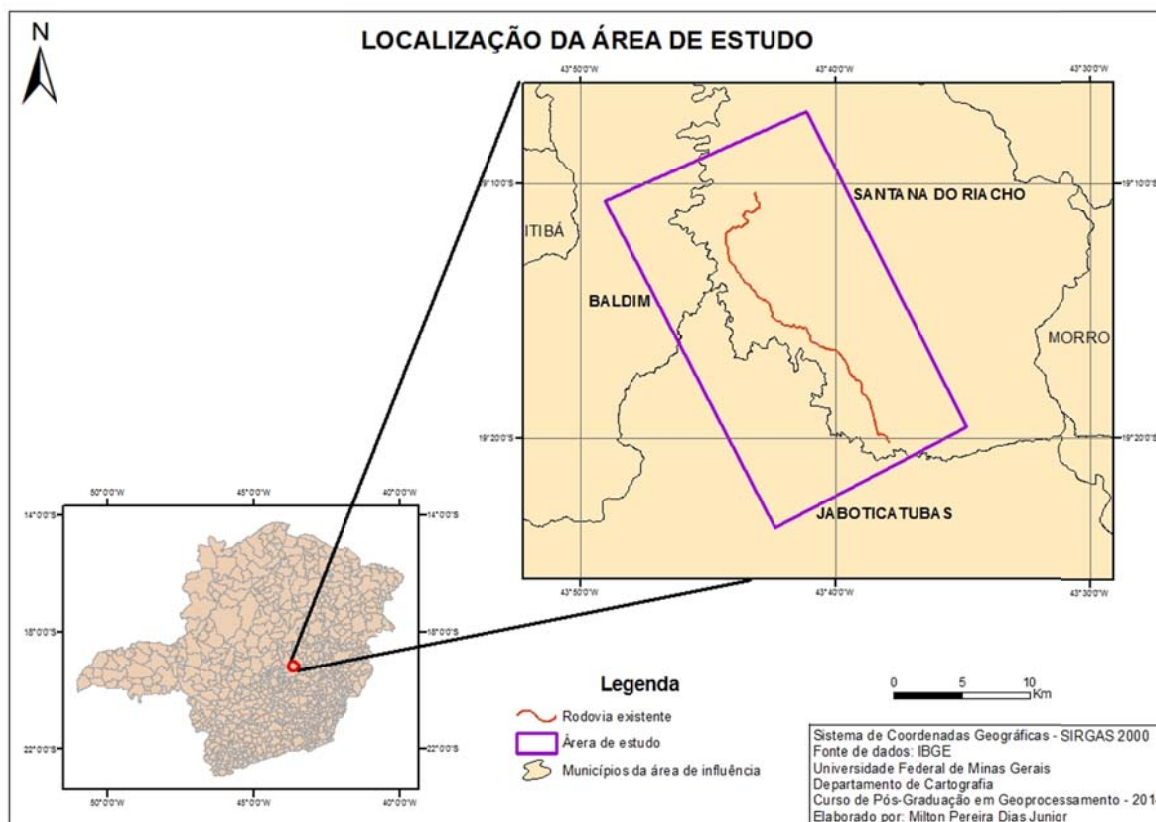 N
LOCALIZAÇÃO DA ÁREA DE ESTUDO
43°50'0"W 43°40'0"W 43°30'0"W
19°10'0"S 19°10'0"S
SANTANA DO RIACHO
ITIBÁ
BALDIM
MORRO
19°20'0"S 19°20'0"S
JABOTICATUBAS
43°50'0"W 43°40'0"W 43°30'0"W
50°0'0"W 45°0'0"W 40°0'0"W
14°0'0"S 14°0'0"S
18°0'0"S 18°0'0"S
22°0'0"S 22°0'0"S
50°0'0"W 45°0'0"W 40°0'0"W
Legenda
Rodovia existente
Árera de estudo
Municípios da área de influência
0 5 10
Km
Sistema de Coordenadas Geográficas - SIRGAS 2000
Fonte de dados: IBGE
Universidade Federal de Minas Gerais
Departamento de Cartografia
Curso de Pós-Graduação em Geoprocessamento - 201
Elaborado por: Milton Pereira Dias Junior